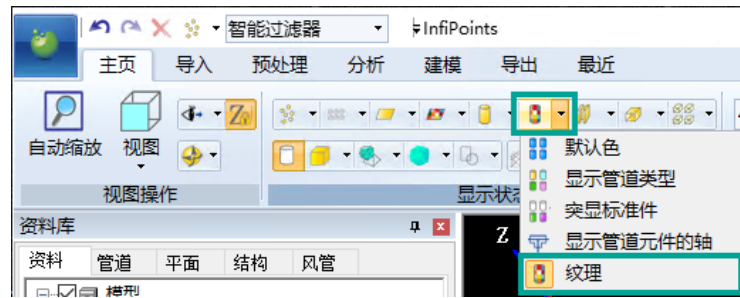 智能过滤器 InfiPoints
主页 导入 预处理 分析 建模 导出 最近
自动缩放 视图
视图操作 显示状
默认色
显示管道类型
突显标准件
显示管道元件的轴
纹理
资料库
Z
资料 管道 平面 结构 风管
模型